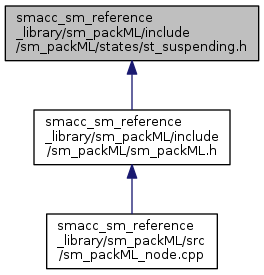 smacc_sm_reference
_library/sm_packML/include
/sm_packML/states/st_suspending.h
smacc_sm_reference
_library/sm_packML/include
/sm_packML/sm_packML.h
smacc_sm_reference
_library/sm_packML/src
/sm_packML_node.cpp